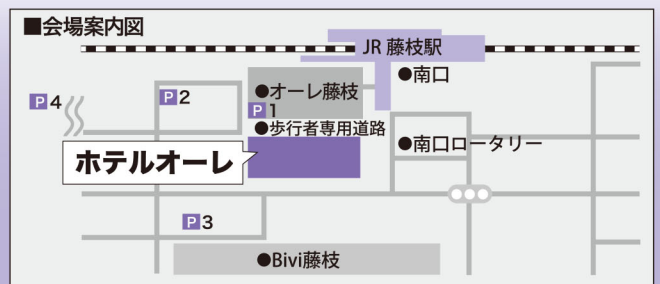 ■会場案内図
JR 藤枝駅
●南口
●オーレ藤枝
P 1
P 2
P 4
●歩行者専用道路
●南口ロータリー
ホテルオーレ
P 3
●Bivi藤枝